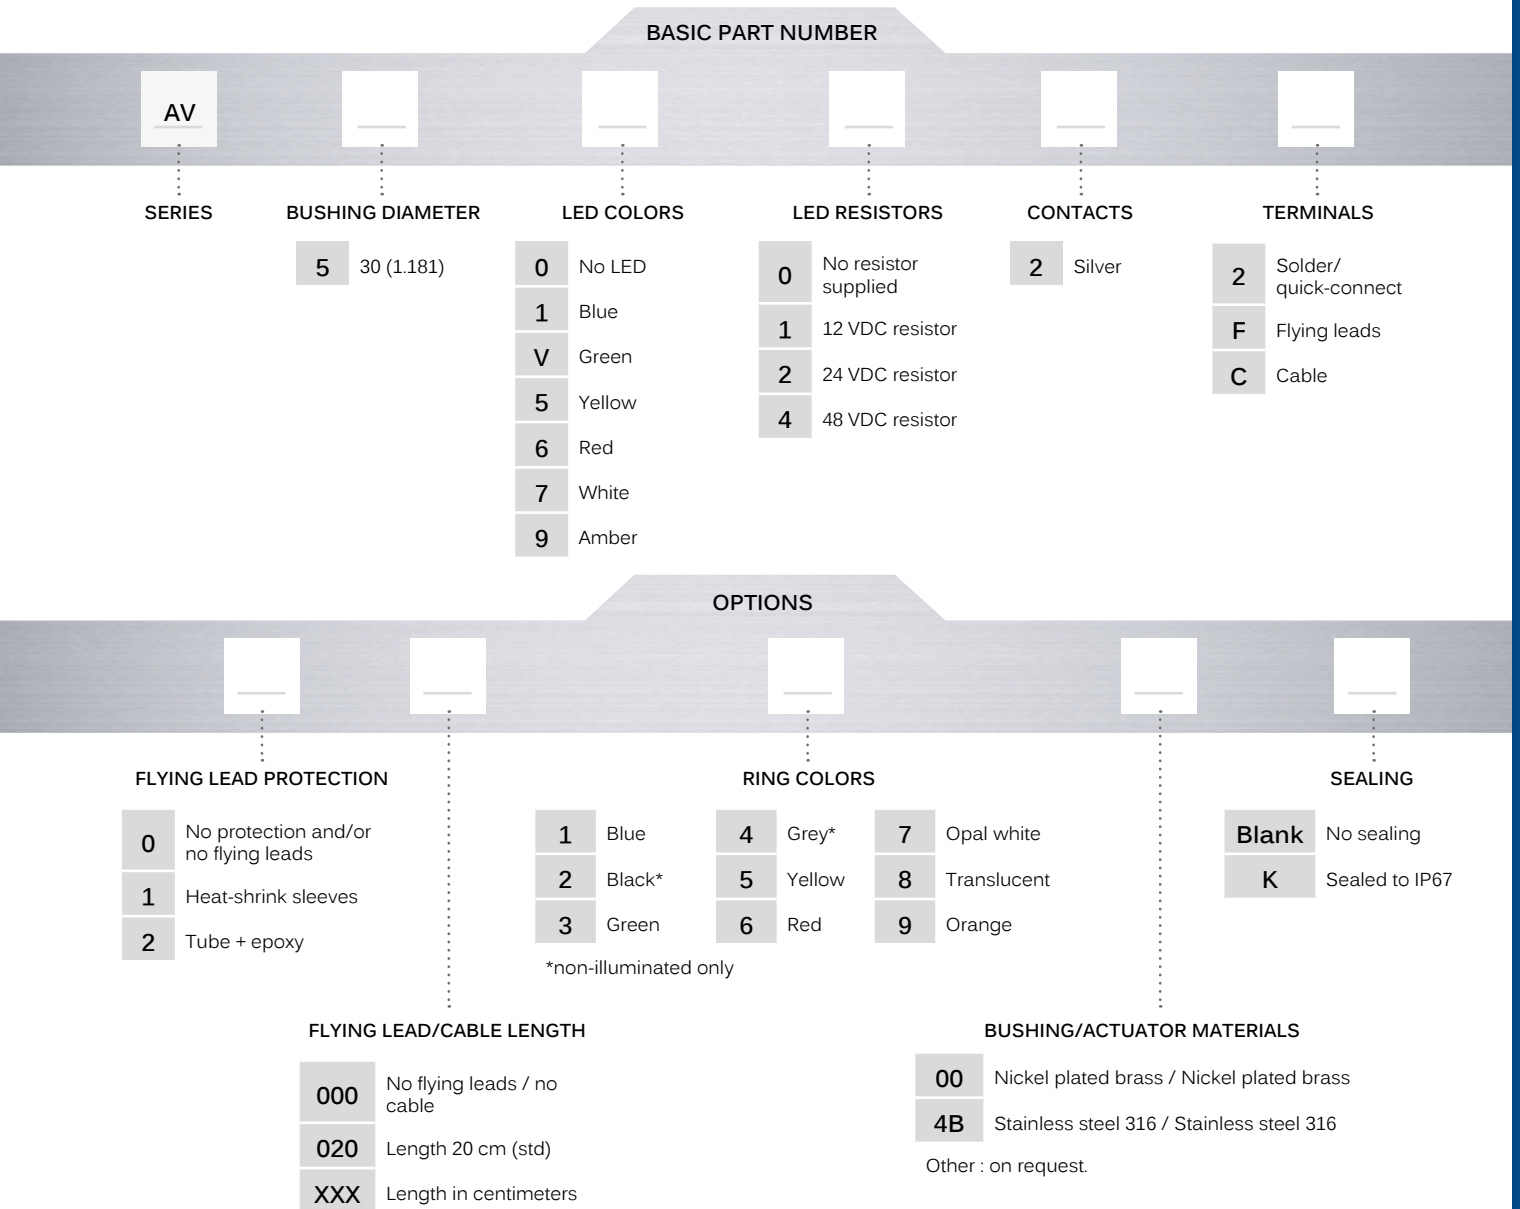 BASIC PART NUMBER
AV
SERIES
BUSHING DIAMETER
5 30 (1.181)
LED COLORS
0 No LED
1 Blue
V Green
5 Yellow
6 Red
7 White
9 Amber
LED RESISTORS
0 No resistor
supplied
1 12 VDC resistor
2 24 VDC resistor
4 48 VDC resistor
CONTACTS
2 Silver
TERMINALS
2 Solder/
quick-connect
F Flying leads
C Cable
OPTIONS
FLYING LEAD PROTECTION
0 No protection and/or
no flying leads
1 Heat-shrink sleeves
2 Tube + epoxy
FLYING LEAD/CABLE LENGTH
000 No flying leads / no
cable
020 Length 20 cm (std)
XXX Length in centimeters
RING COLORS
1 Blue
2 Black*
3 Green
4 Grey*
5 Yellow
6 Red
7 Opal white
8 Translucent
9 Orange
*non-illuminated only
BUSHING/ACTUATOR MATERIALS
00 Nickel plated brass / Nickel plated brass
4B Stainless steel 316 / Stainless steel 316
Other : on request.
SEALING
Blank No sealing
K Sealed to IP67